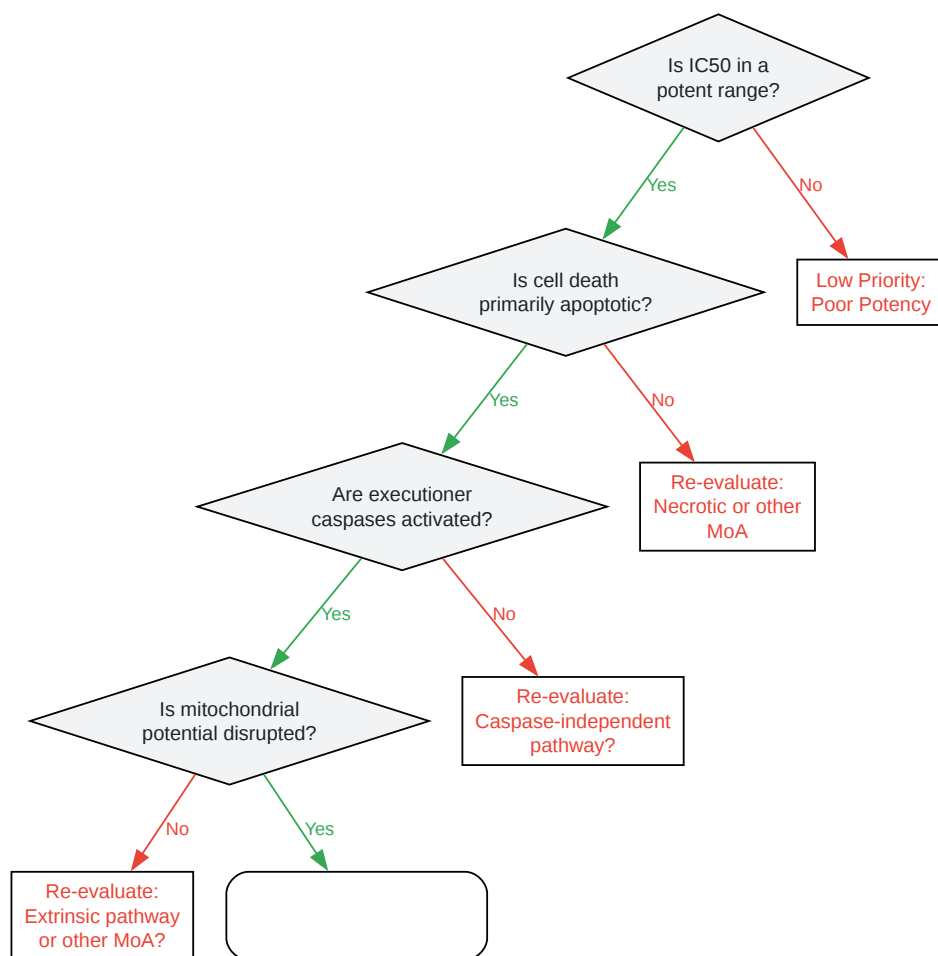 Is IC50 in a
potent range?
Yes
No
Is cell death
primarily apoptotic?
Low Priority:
Poor Potency
Yes
No
Are executioner
caspases activated?
Re-evaluate:
Necrotic or other
MoA
Yes
No
Is mitochondrial
potential disrupted?
Re-evaluate:
Caspase-independent
pathway?
No
Yes
Re-evaluate:
Extrinsic pathway
or other MoA?